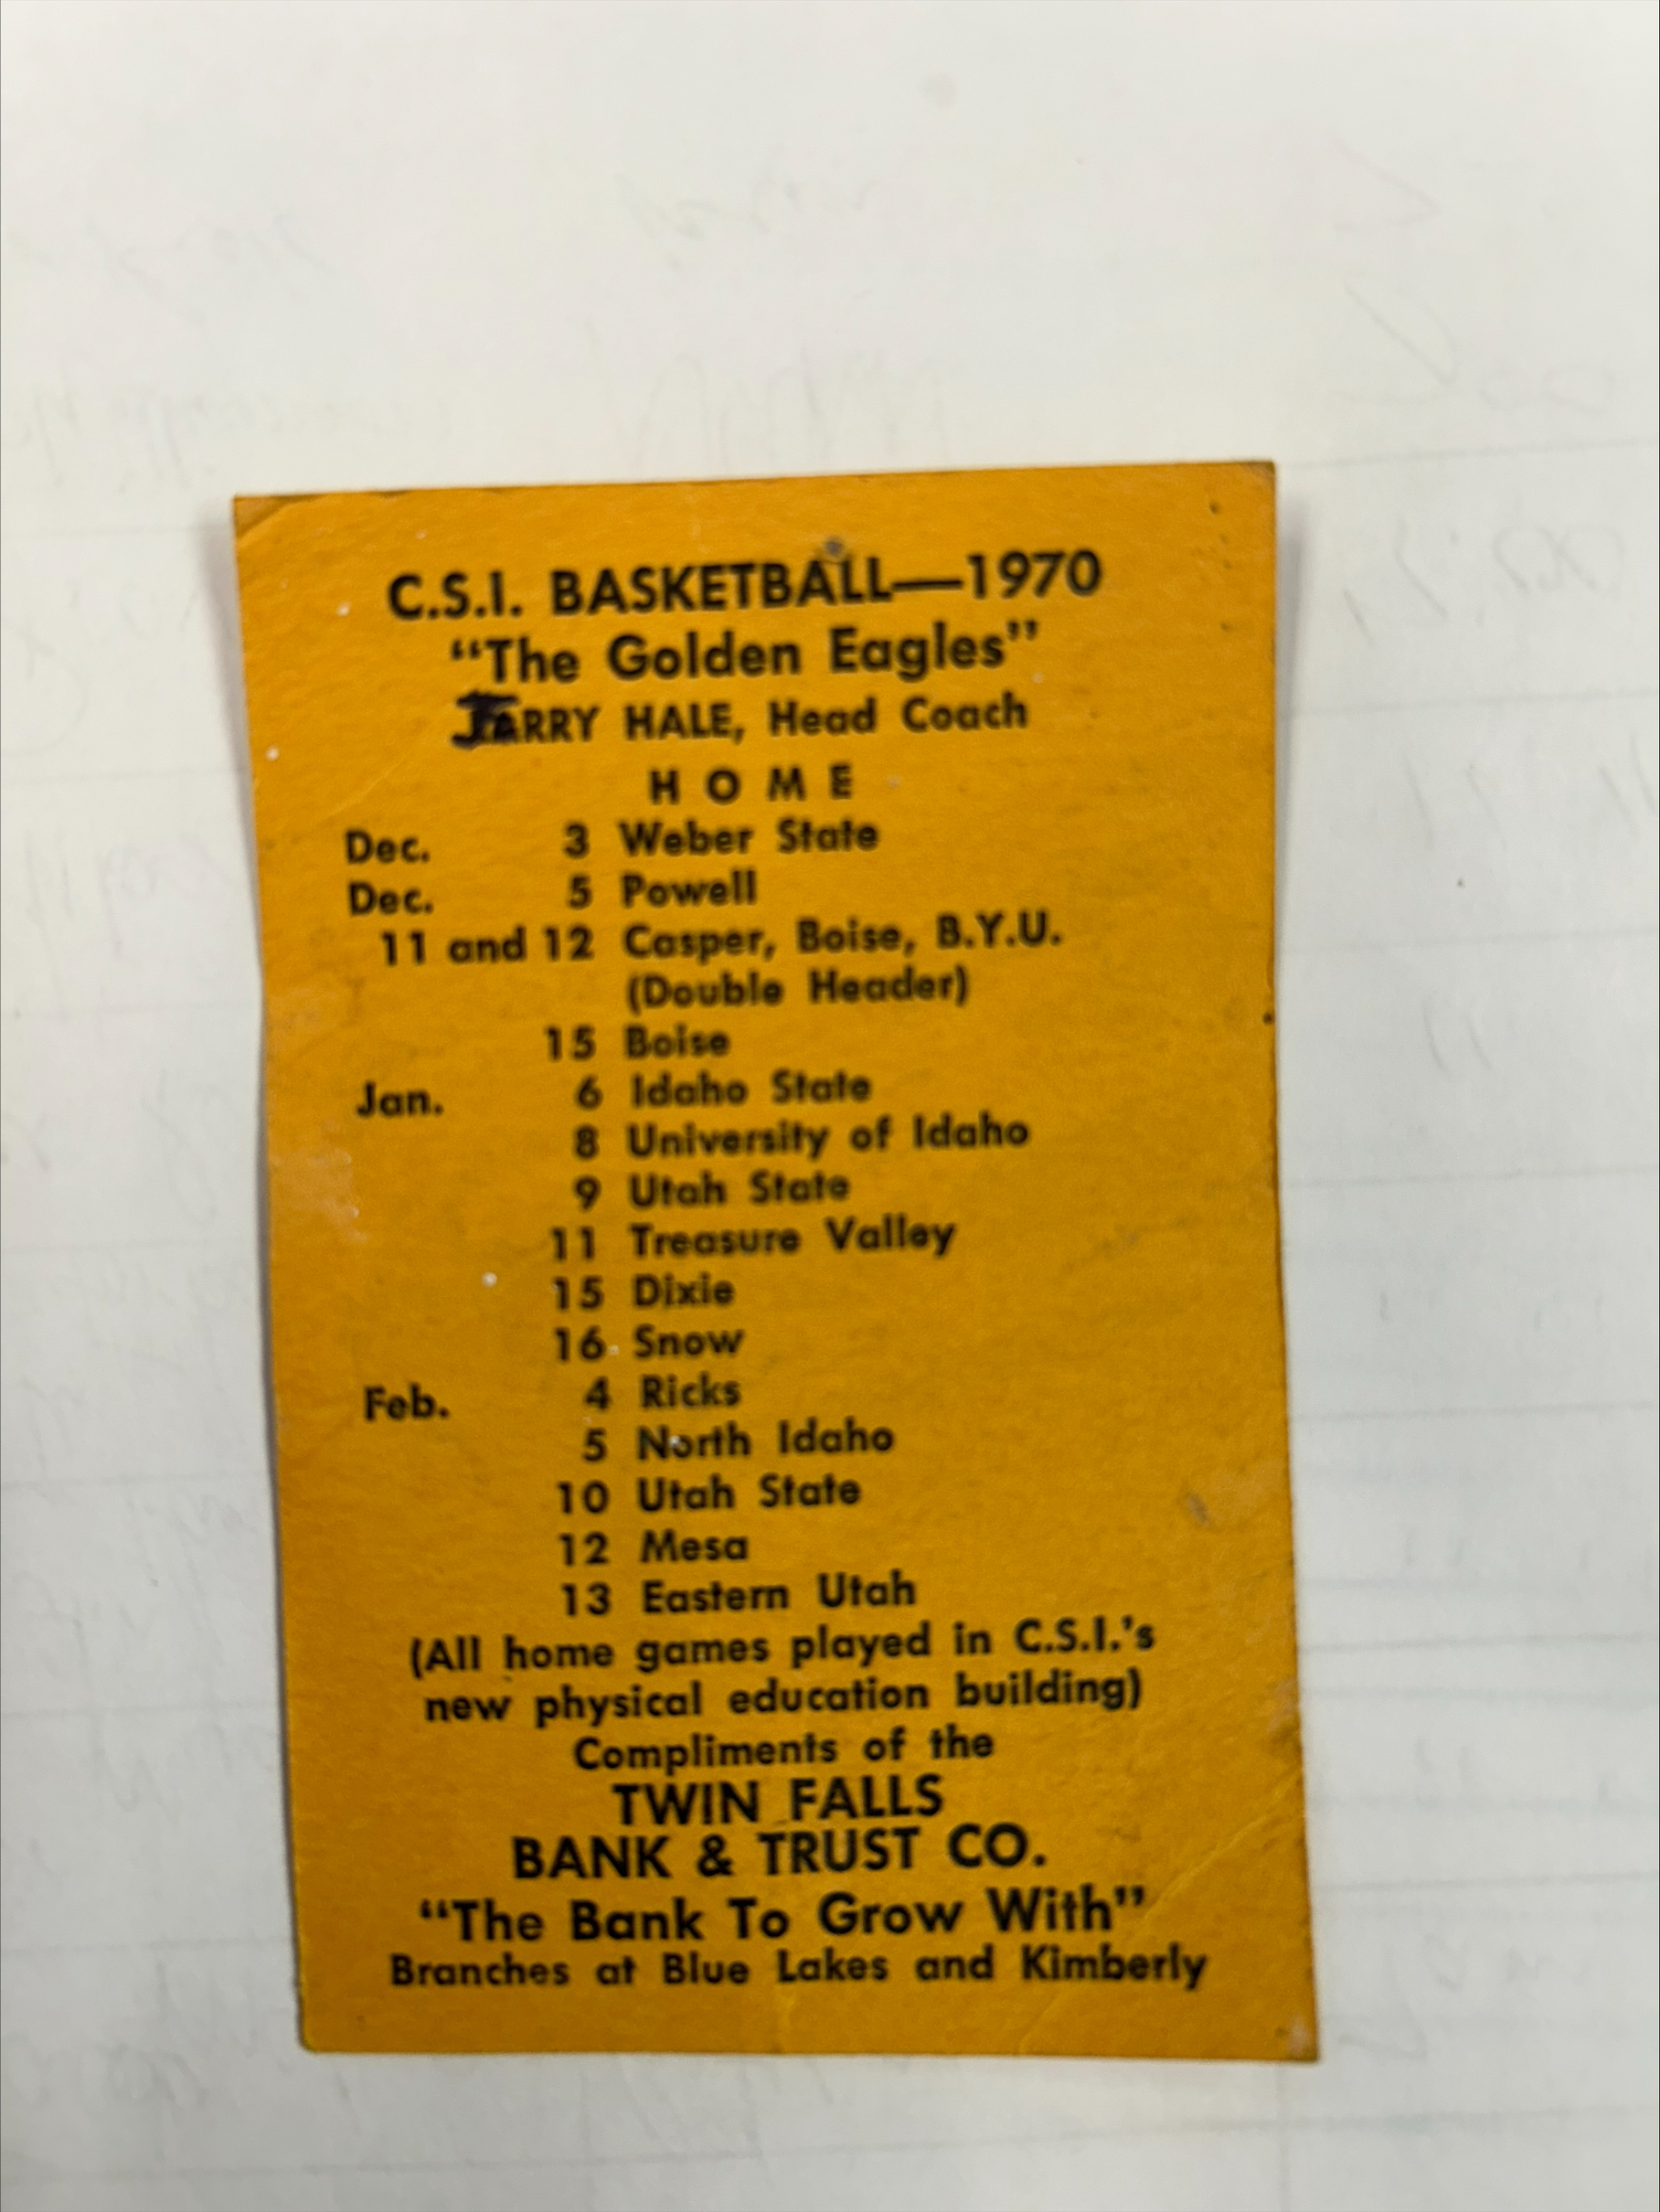 C.S.I. BASKETBALL—1970
"The Golden Eagles"
JERRY HALE, Head Coach
HOME
Dec. 3 Weber State
Dec. 5 Powell
11 and 12 Casper, Boise, B.Y.U.
(Double Header)
15 Boise
Jan. 6 Idaho State
8 University of Idaho
9 Utah State
11 Treasure Valley
15 Dixie
16 Snow
Feb. 4 Ricks
5 North Idaho
10 Utah State
12 Mesa
13 Eastern Utah
(All home games played in C.S.I.'s
new physical education building)
Compliments of the
TWIN FALLS
BANK & TRUST CO.
"The Bank To Grow With"
Branches at Blue Lakes and Kimberly